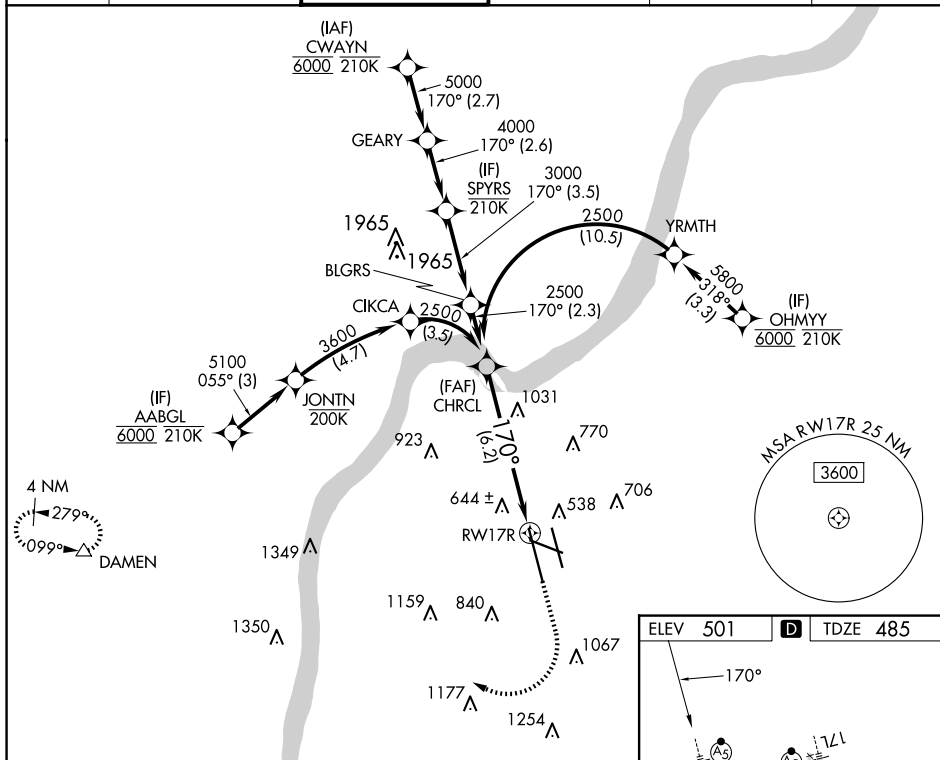 (IAF)
CWAYN
6000 210K
5000
170° (2.7)
GEARY
4000
170° (2.6)
(IF)
SPYRS
210K
3000
170° (3.5)
2500
(10.5)
YRMTH
1965
1965
BLGRS
5800
318°
(3.3)
(IF)
OHMYY
6000 210K
CIKCA
2500
(3.5)
2500
170° (2.3)
3600
(4.7)
5100
055° (3)
(IF)
AABGL
6000 210K
JONTN
200K
(FAF)
CHRCL
1031
170°
(6.2)
923
770
MSA RW17R 25 NM
3600
4 NM
279°
099°
DAMEN
644 ±
538
706
RW17R
1349
1159
840
1350
1067
1177
1254
ELEV 501 D TDZE 485
170°
A5
17L